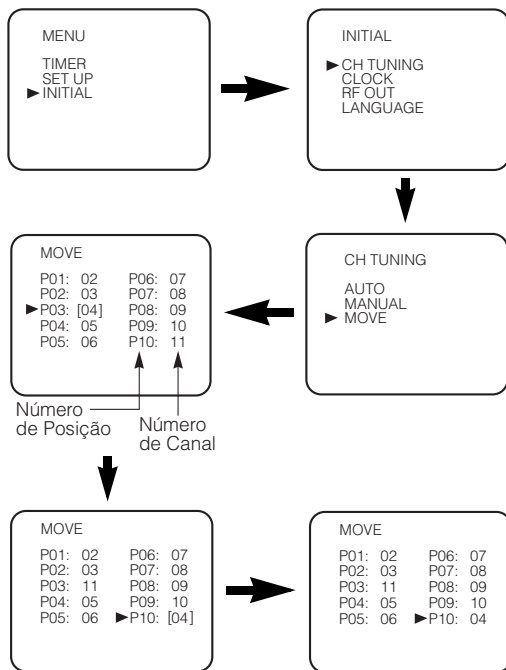 MENU
TIMER
SET UP
►INITIAL
INITIAL
►CH TUNING
CLOCK
RF OUT
LANGUAGE
CH TUNING
AUTO
MANUAL
► MOVE
MOVE
P01: 02 P06: 07
P02: 03 P07: 08
►P03: [04] P08: 09
P04: 05 P09: 10
P05: 06 P10: 11
Número
de Posição
Número
de Canal
MOVE
P01: 02 P06: 07
P02: 03 P07: 08
P03: 11 P08: 09
P04: 05 P09: 10
P05: 06 ►P10: [04]
MOVE
P01: 02 P06: 07
P02: 03 P07: 08
P03: 11 P08: 09
P04: 05 P09: 10
P05: 06 ►P10: 04